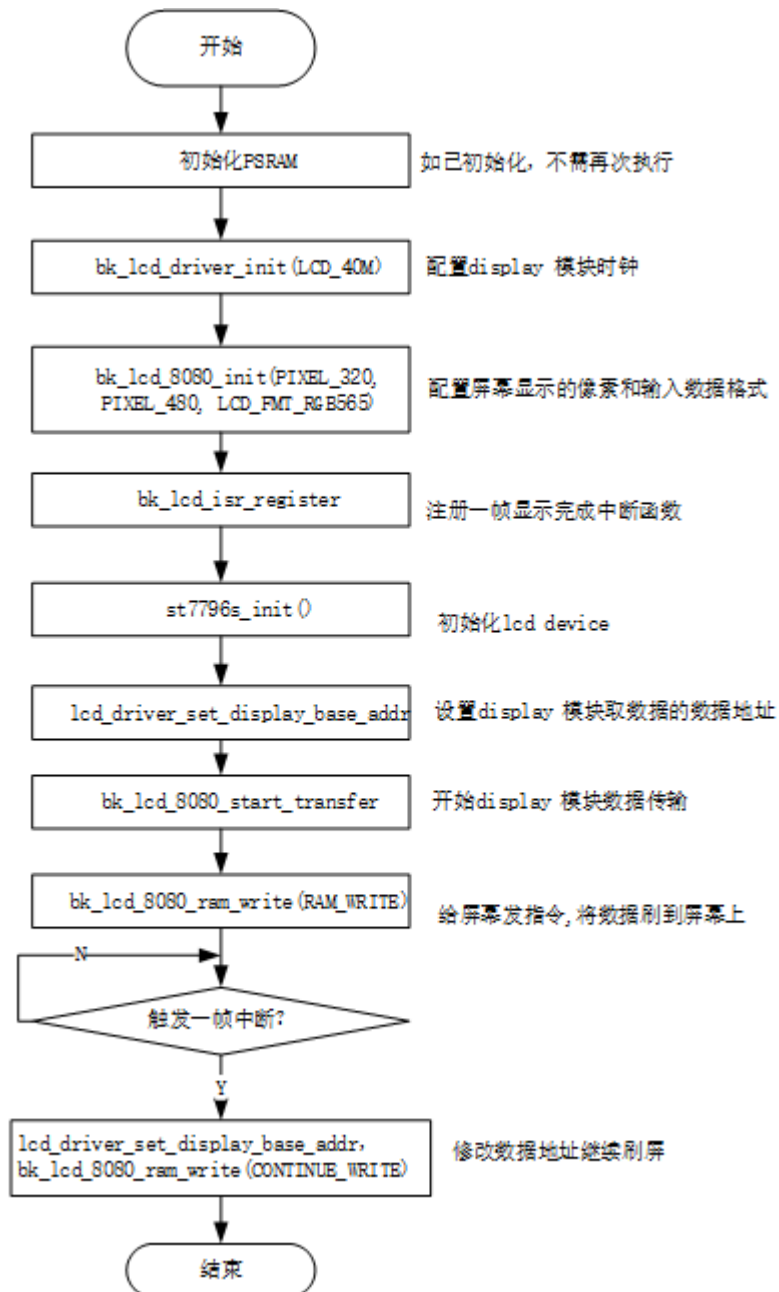 开始
初始化PSRAM
如已初始化，不需再次执行
bk_lcd_driver_init(LCD_40M)
配置display 模块时钟
bk_lcd_8080_init(PIXEL_320,
PIXEL_480, LCD_FMT_RGB565)
配置屏幕显示的像素和输入数据格式
bk_lcd_isr_register
注册一帧显示完成中断函数
st7796s_init()
初始化lcd device
lcd_driver_set_display_base_addr
设置display 模块取数据的数据地址
bk_lcd_8080_start_transfer
开始display 模块数据传输
bk_lcd_8080_ram_write(RAM_WRITE)
给屏幕发指令,将数据刷到屏幕上
N
触发一帧中断?
Y
lcd_driver_set_display_base_addr，
bk_lcd_8080_ram_write(CONTINUE_WRITE)
修改数据地址继续刷屏
结束